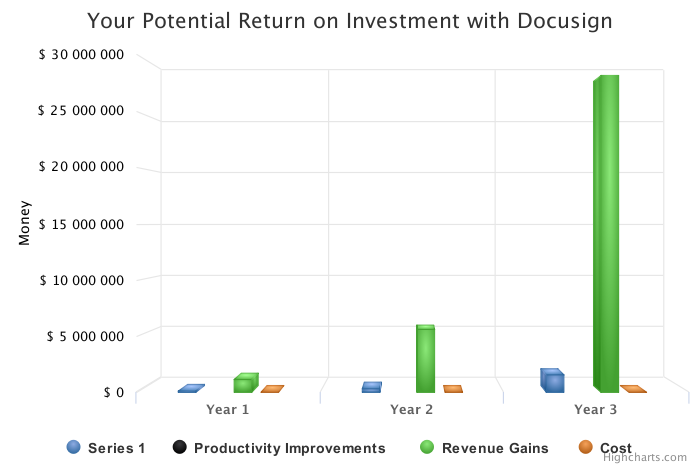 Your Potential Return on Investment with Docusign
$ 30 000 000
$ 25 000 000
$ 20 000 000
$ 15 000 000
$ 10 000 000
$ 5 000 000
$ 0
Money
Year 1
Year 2
Year 3
Series 1
Productivity Improvements
Revenue Gains
Cost
Highcharts.com